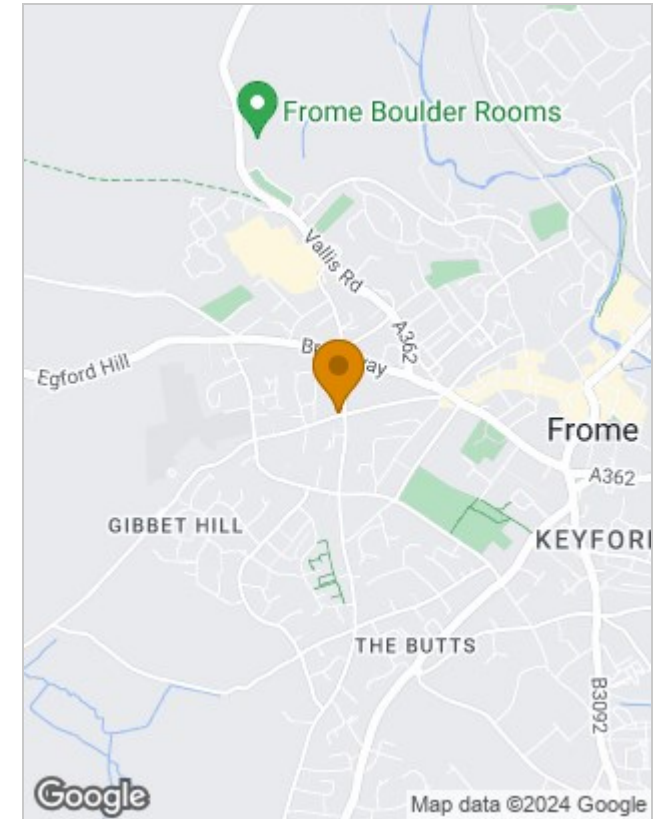 Frome Boulder Rooms
Vallis Rd
A362
Egford Hill
Frome
A362
GIBBET HILL
THE BUTTS
B3092
Google
Map data ©2024 Google